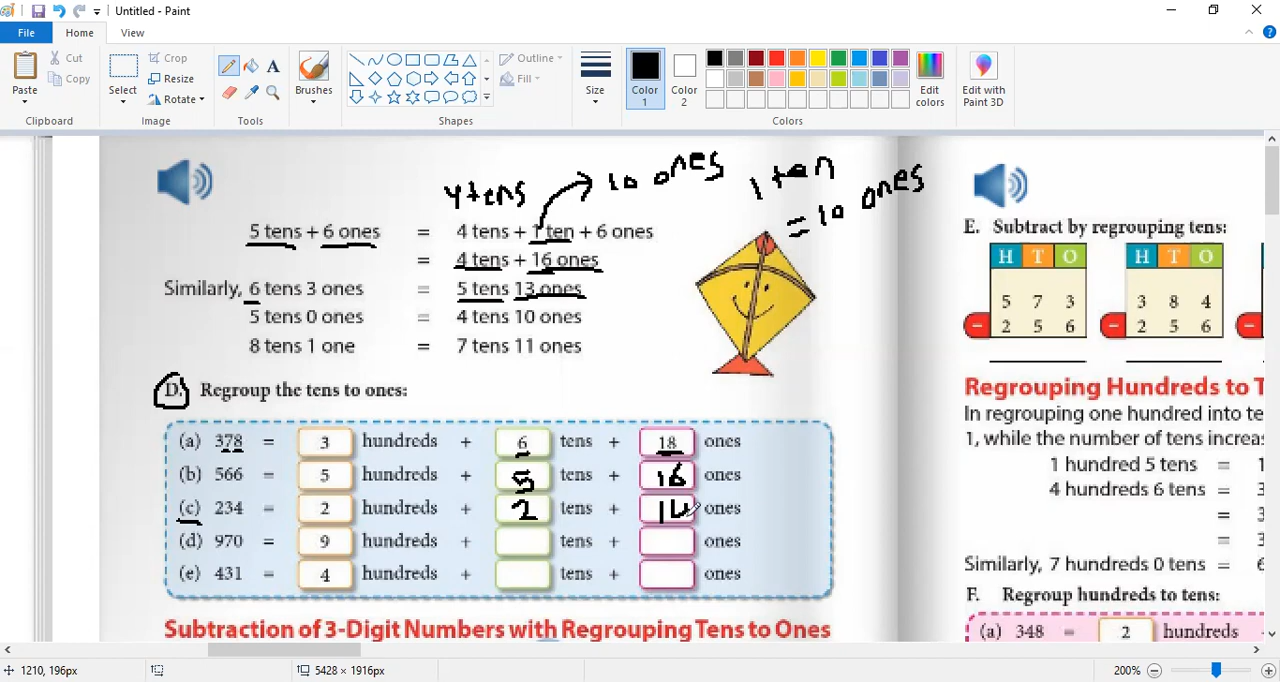 Untitled - Paint
File Home View
Paste Cut Copy Clipboard
Select Crop Resize Rotate Image
Tools
Brushes
Outline Fill Shapes
Size
Color 1 Color 2 Edit colors Colors
Edit with Paint 3D
4 tens 10 ones 1 ten
= 10 ones
5 tens + 6 ones = 4 tens + 1 ten + 6 ones
= 4 tens + 16 ones
Similarly, 6 tens 3 ones = 5 tens 13 ones
5 tens 0 ones = 4 tens 10 ones
8 tens 1 one = 7 tens 11 ones
D. Regroup the tens to ones:
(a) 378 = 3 hundreds + 6 tens + 18 ones
(b) 566 = 5 hundreds + 5 tens + 16 ones
(c) 234 = 2 hundreds + 2 tens + 14 ones
(d) 970 = 9 hundreds + tens + ones
(e) 431 = 4 hundreds + tens + ones
Subtraction of 3-Digit Numbers with Regrouping Tens to Ones
E. Subtract by regrouping tens:
H T O H T O
5 7 3 3 8 4
- 2 5 6 - 2 5 6 -
Regrouping Hundreds to T
In regrouping one hundred into te
1, while the number of tens increa
1 hundred 5 tens = 1
4 hundreds 6 tens = 3
= 3
= 3
Similarly, 7 hundreds 0 tens = 6
F. Regroup hundreds to tens:
(a) 348 = 2 hundreds
1210, 196px 5428 × 1916px 200%